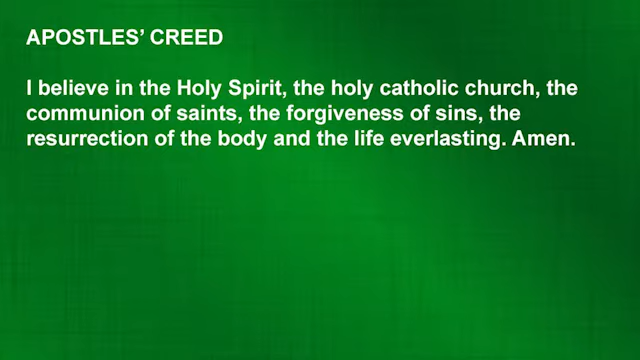 APOSTLES’ CREED
I believe in the Holy Spirit, the holy catholic church, the
communion of saints, the forgiveness of sins, the
resurrection of the body and the life everlasting. Amen.